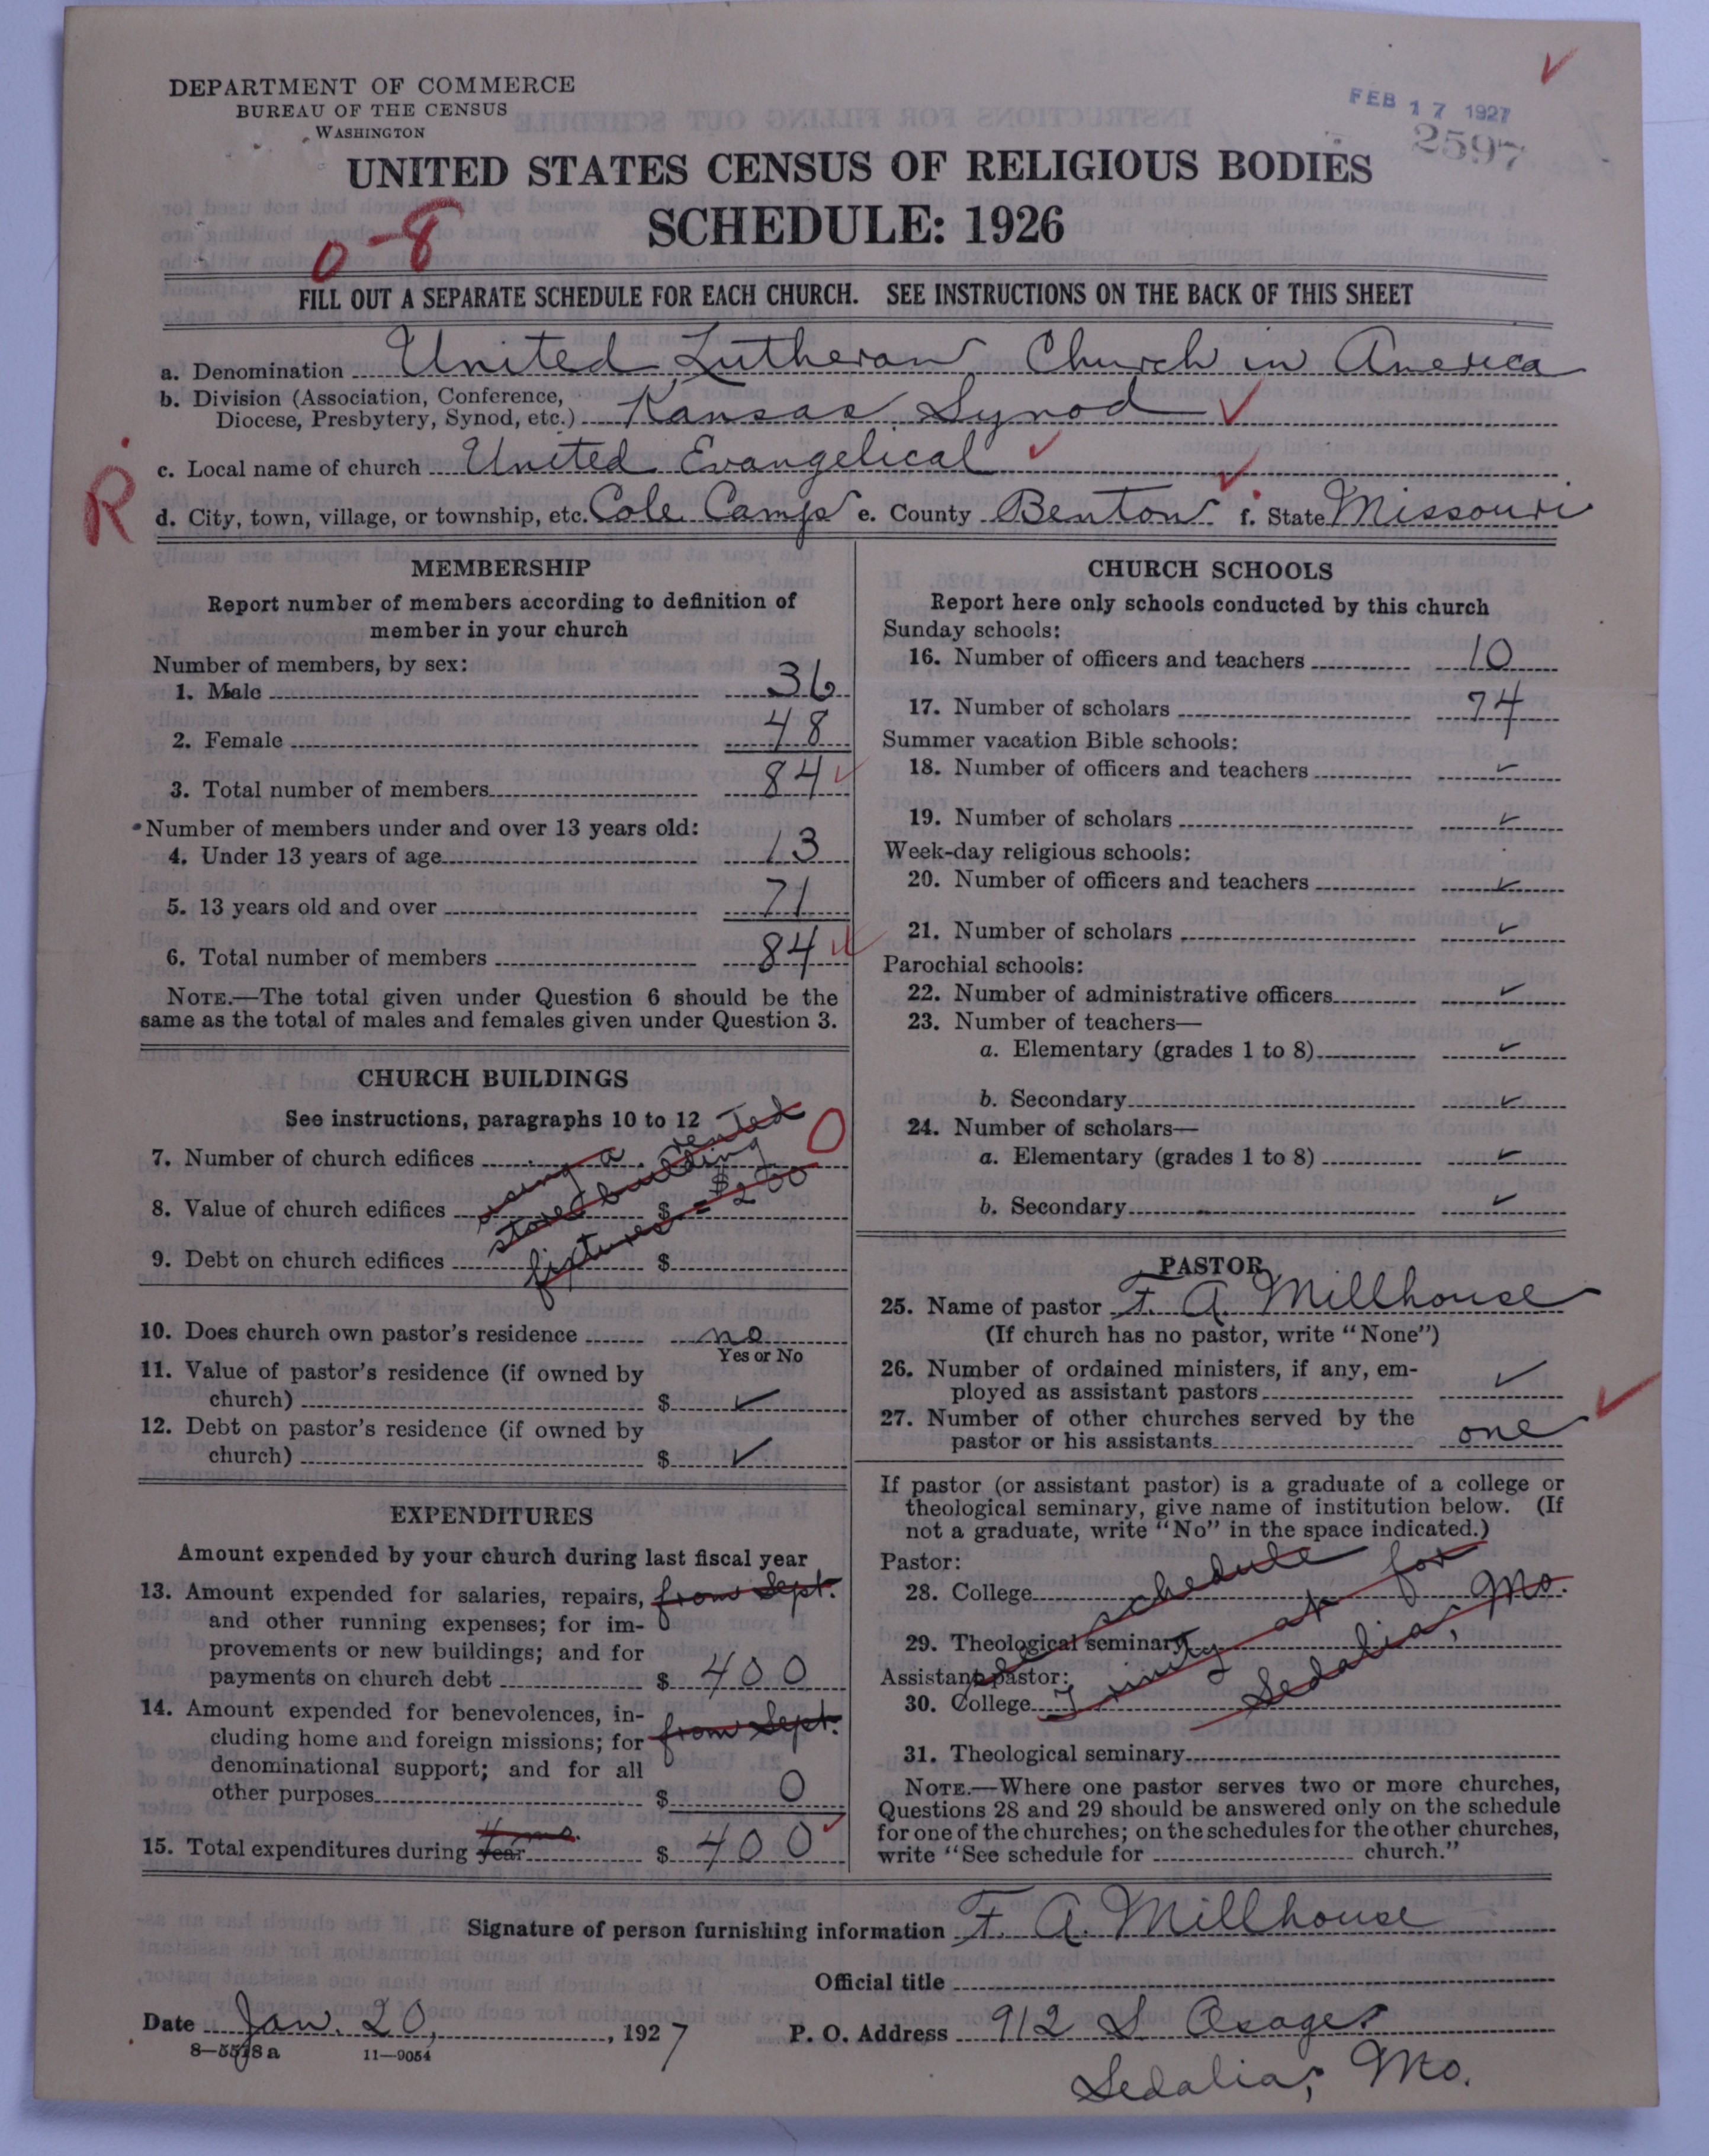 DEPARTMENT OF COMMERCE
BUREAU OF THE CENSUS
WASHINGTON
FEB 17 1927
2597
UNITED STATES CENSUS OF RELIGIOUS BODIES
SCHEDULE: 1926
0-8
FILL OUT A SEPARATE SCHEDULE FOR EACH CHURCH. SEE INSTRUCTIONS ON THE BACK OF THIS SHEET
a. Denomination United Lutheran Church in America
b. Division (Association, Conference,
Diocese, Presbytery, Synod, etc.) Kansas Synod
c. Local name of church United Evangelical
R
d. City, town, village, or township, etc. Cole Camp e. County Benton f. State Missouri
MEMBERSHIP
Report number of members according to definition of
member in your church
Number of members, by sex:
1. Male 36
2. Female 48
3. Total number of members 84
Number of members under and over 13 years old:
4. Under 13 years of age 13
5. 13 years old and over 71
6. Total number of members 84
NOTE.—The total given under Question 6 should be the
same as the total of males and females given under Question 3.
CHURCH BUILDINGS
See instructions, paragraphs 10 to 12
7. Number of church edifices using a rented 0
8. Value of church edifices store building $
9. Debt on church edifices fixtures = $200 $
10. Does church own pastor's residence no
Yes or No
11. Value of pastor's residence (if owned by
church) $ ✓
12. Debt on pastor's residence (if owned by
church) $ ✓
EXPENDITURES
Amount expended by your church during last fiscal year
13. Amount expended for salaries, repairs, from Sept.
and other running expenses; for im-
provements or new buildings; and for
payments on church debt $ 400
14. Amount expended for benevolences, in-
cluding home and foreign missions; for from Sept.
denominational support; and for all
other purposes $ 0
4 mo.
15. Total expenditures during year $ 400
CHURCH SCHOOLS
Report here only schools conducted by this church
Sunday schools:
16. Number of officers and teachers 10
17. Number of scholars 74
Summer vacation Bible schools:
18. Number of officers and teachers ✓
19. Number of scholars ✓
Week-day religious schools:
20. Number of officers and teachers ✓
21. Number of scholars ✓
Parochial schools:
22. Number of administrative officers ✓
23. Number of teachers—
a. Elementary (grades 1 to 8) ✓
b. Secondary ✓
24. Number of scholars—
a. Elementary (grades 1 to 8) ✓
b. Secondary ✓
PASTOR
25. Name of pastor F. A. Millhouse
(If church has no pastor, write "None")
26. Number of ordained ministers, if any, em-
ployed as assistant pastors ✓
27. Number of other churches served by the
pastor or his assistants one
If pastor (or assistant pastor) is a graduate of a college or
theological seminary, give name of institution below. (If
not a graduate, write "No" in the space indicated.)
Pastor:
28. College
29. Theological seminary
See schedule for
Trinity at Sedalia, Mo.
Assistant pastor:
30. College
31. Theological seminary
NOTE.—Where one pastor serves two or more churches,
Questions 28 and 29 should be answered only on the schedule
for one of the churches; on the schedules for the other churches,
write "See schedule for church."
Signature of person furnishing information F. A. Millhouse
Official title
Date Jan. 20, 1927 P. O. Address 912 S Osage
8—5518a 11—9054
Sedalia, Mo.